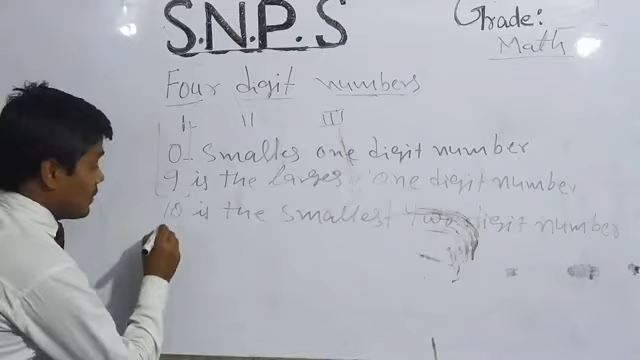 S.N.P.S
Grade:
Math
Four digit numbers
I II III
0. Smalles one digit number
9 is the larges one digit number
10 is the smallest two digit number